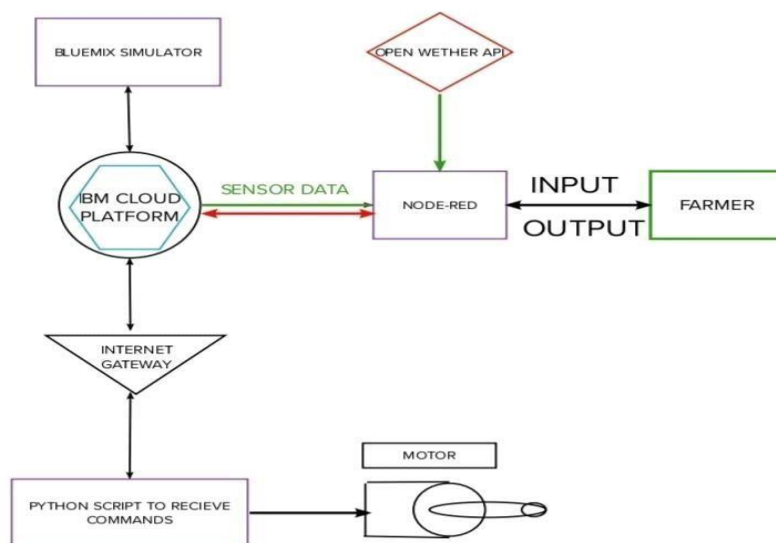 BLUEMIX SIMULATOR
OPEN WETHER API
IBM CLOUD
PLATFORM
SENSOR DATA
NODE-RED
INPUT
OUTPUT
FARMER
INTERNET
GATEWAY
MOTOR
PYTHON SCRIPT TO RECIEVE
COMMANDS